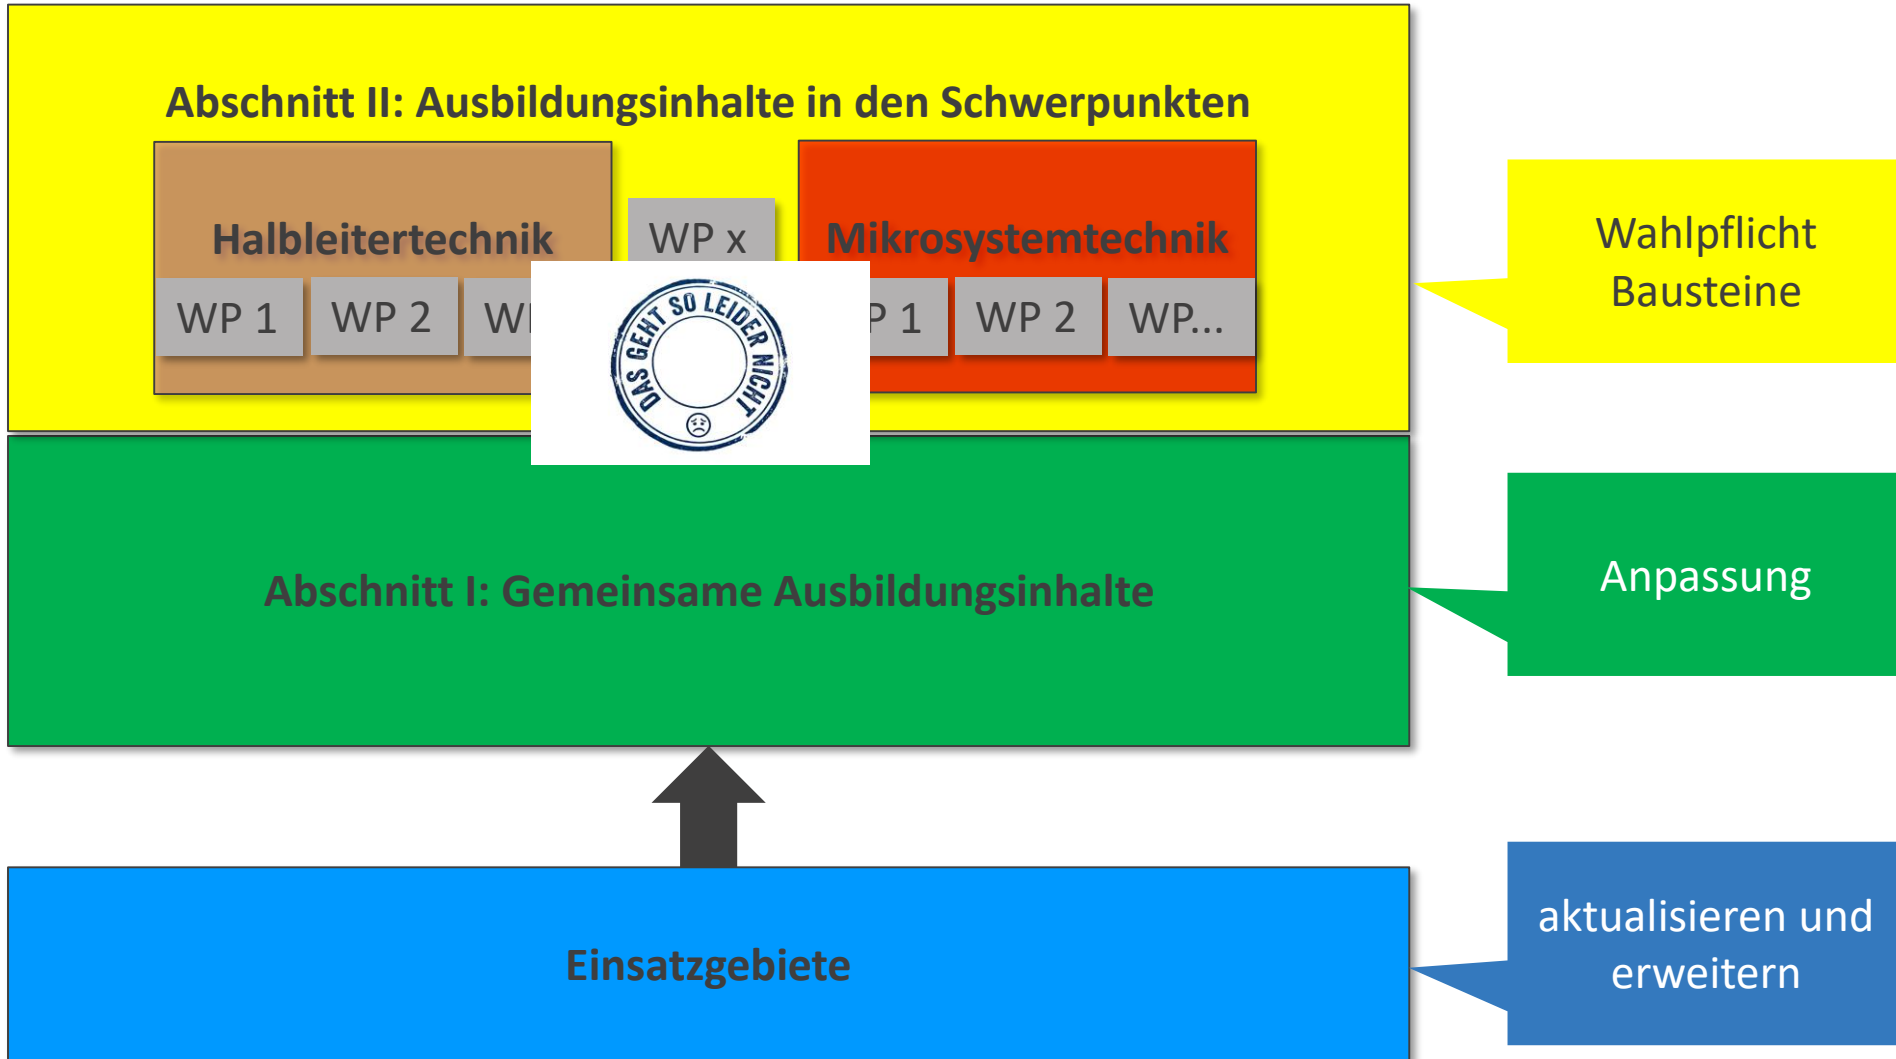 Abschnitt II: Ausbildungsinhalte in den Schwerpunkten
Halbleitertechnik
WP x
Mikrosystemtechnik
WP 1
WP 2
WP 1
WP 2
WP...
DAS GEHT SO LEIDER NICHT
Wahlpflicht
Bausteine
Abschnitt I: Gemeinsame Ausbildungsinhalte
Anpassung
Einsatzgebiete
aktualisieren und
erweitern